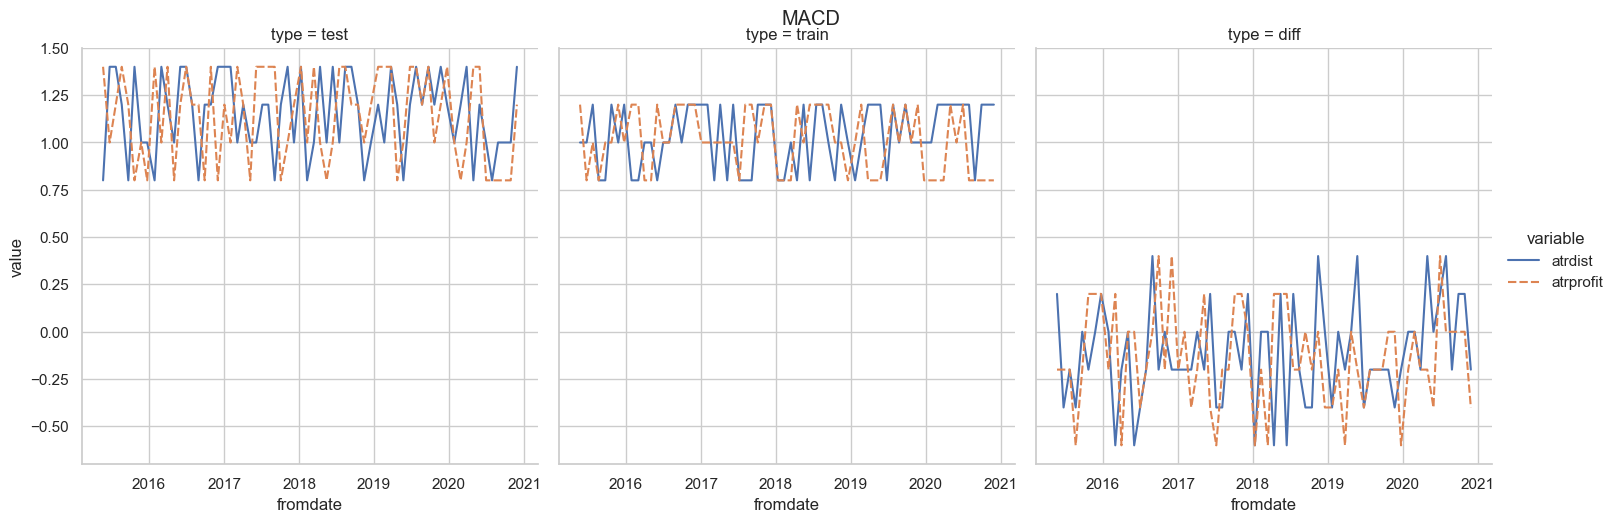 MACD
type = test
type = train
type = diff
1.50
1.25
1.00
0.75
0.50
0.25
0.00
−0.25
−0.50
value
2016 2017 2018 2019 2020 2021
2016 2017 2018 2019 2020 2021
2016 2017 2018 2019 2020 2021
fromdate
fromdate
fromdate
variable
atrdist
atrprofit